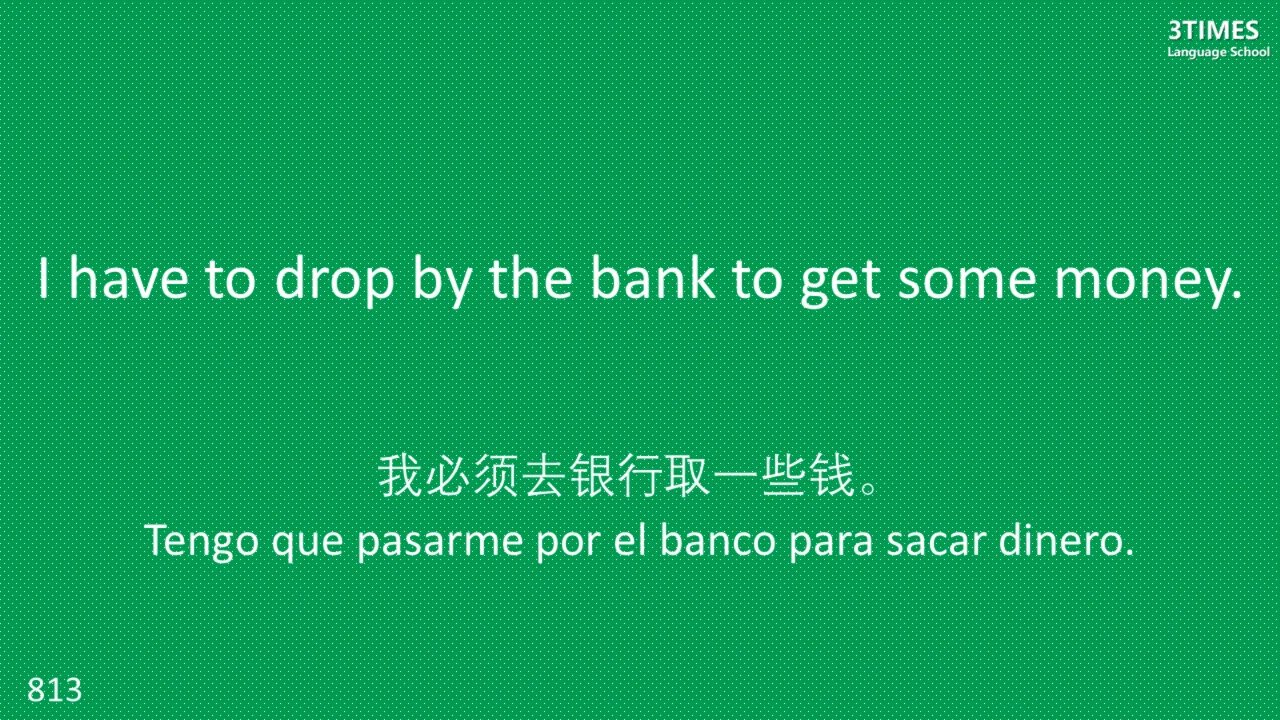 3TIMES
Language School
I have to drop by the bank to get some money.
我必须去银行取一些钱。
Tengo que pasarme por el banco para sacar dinero.
813